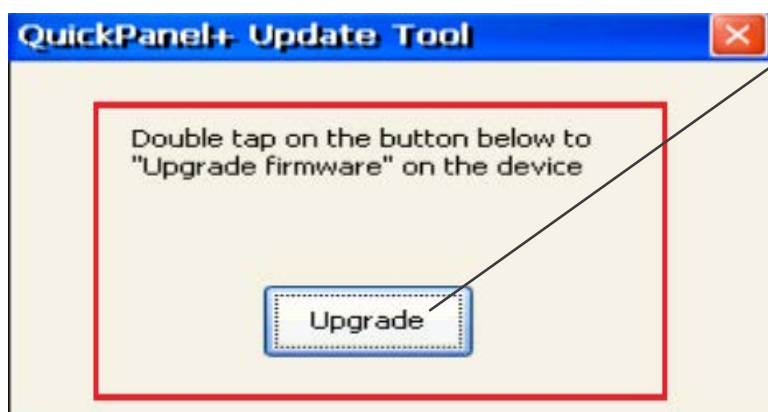 QuickPanel+ Update Tool
Double tap on the button below to
"Upgrade firmware" on the device
Upgrade